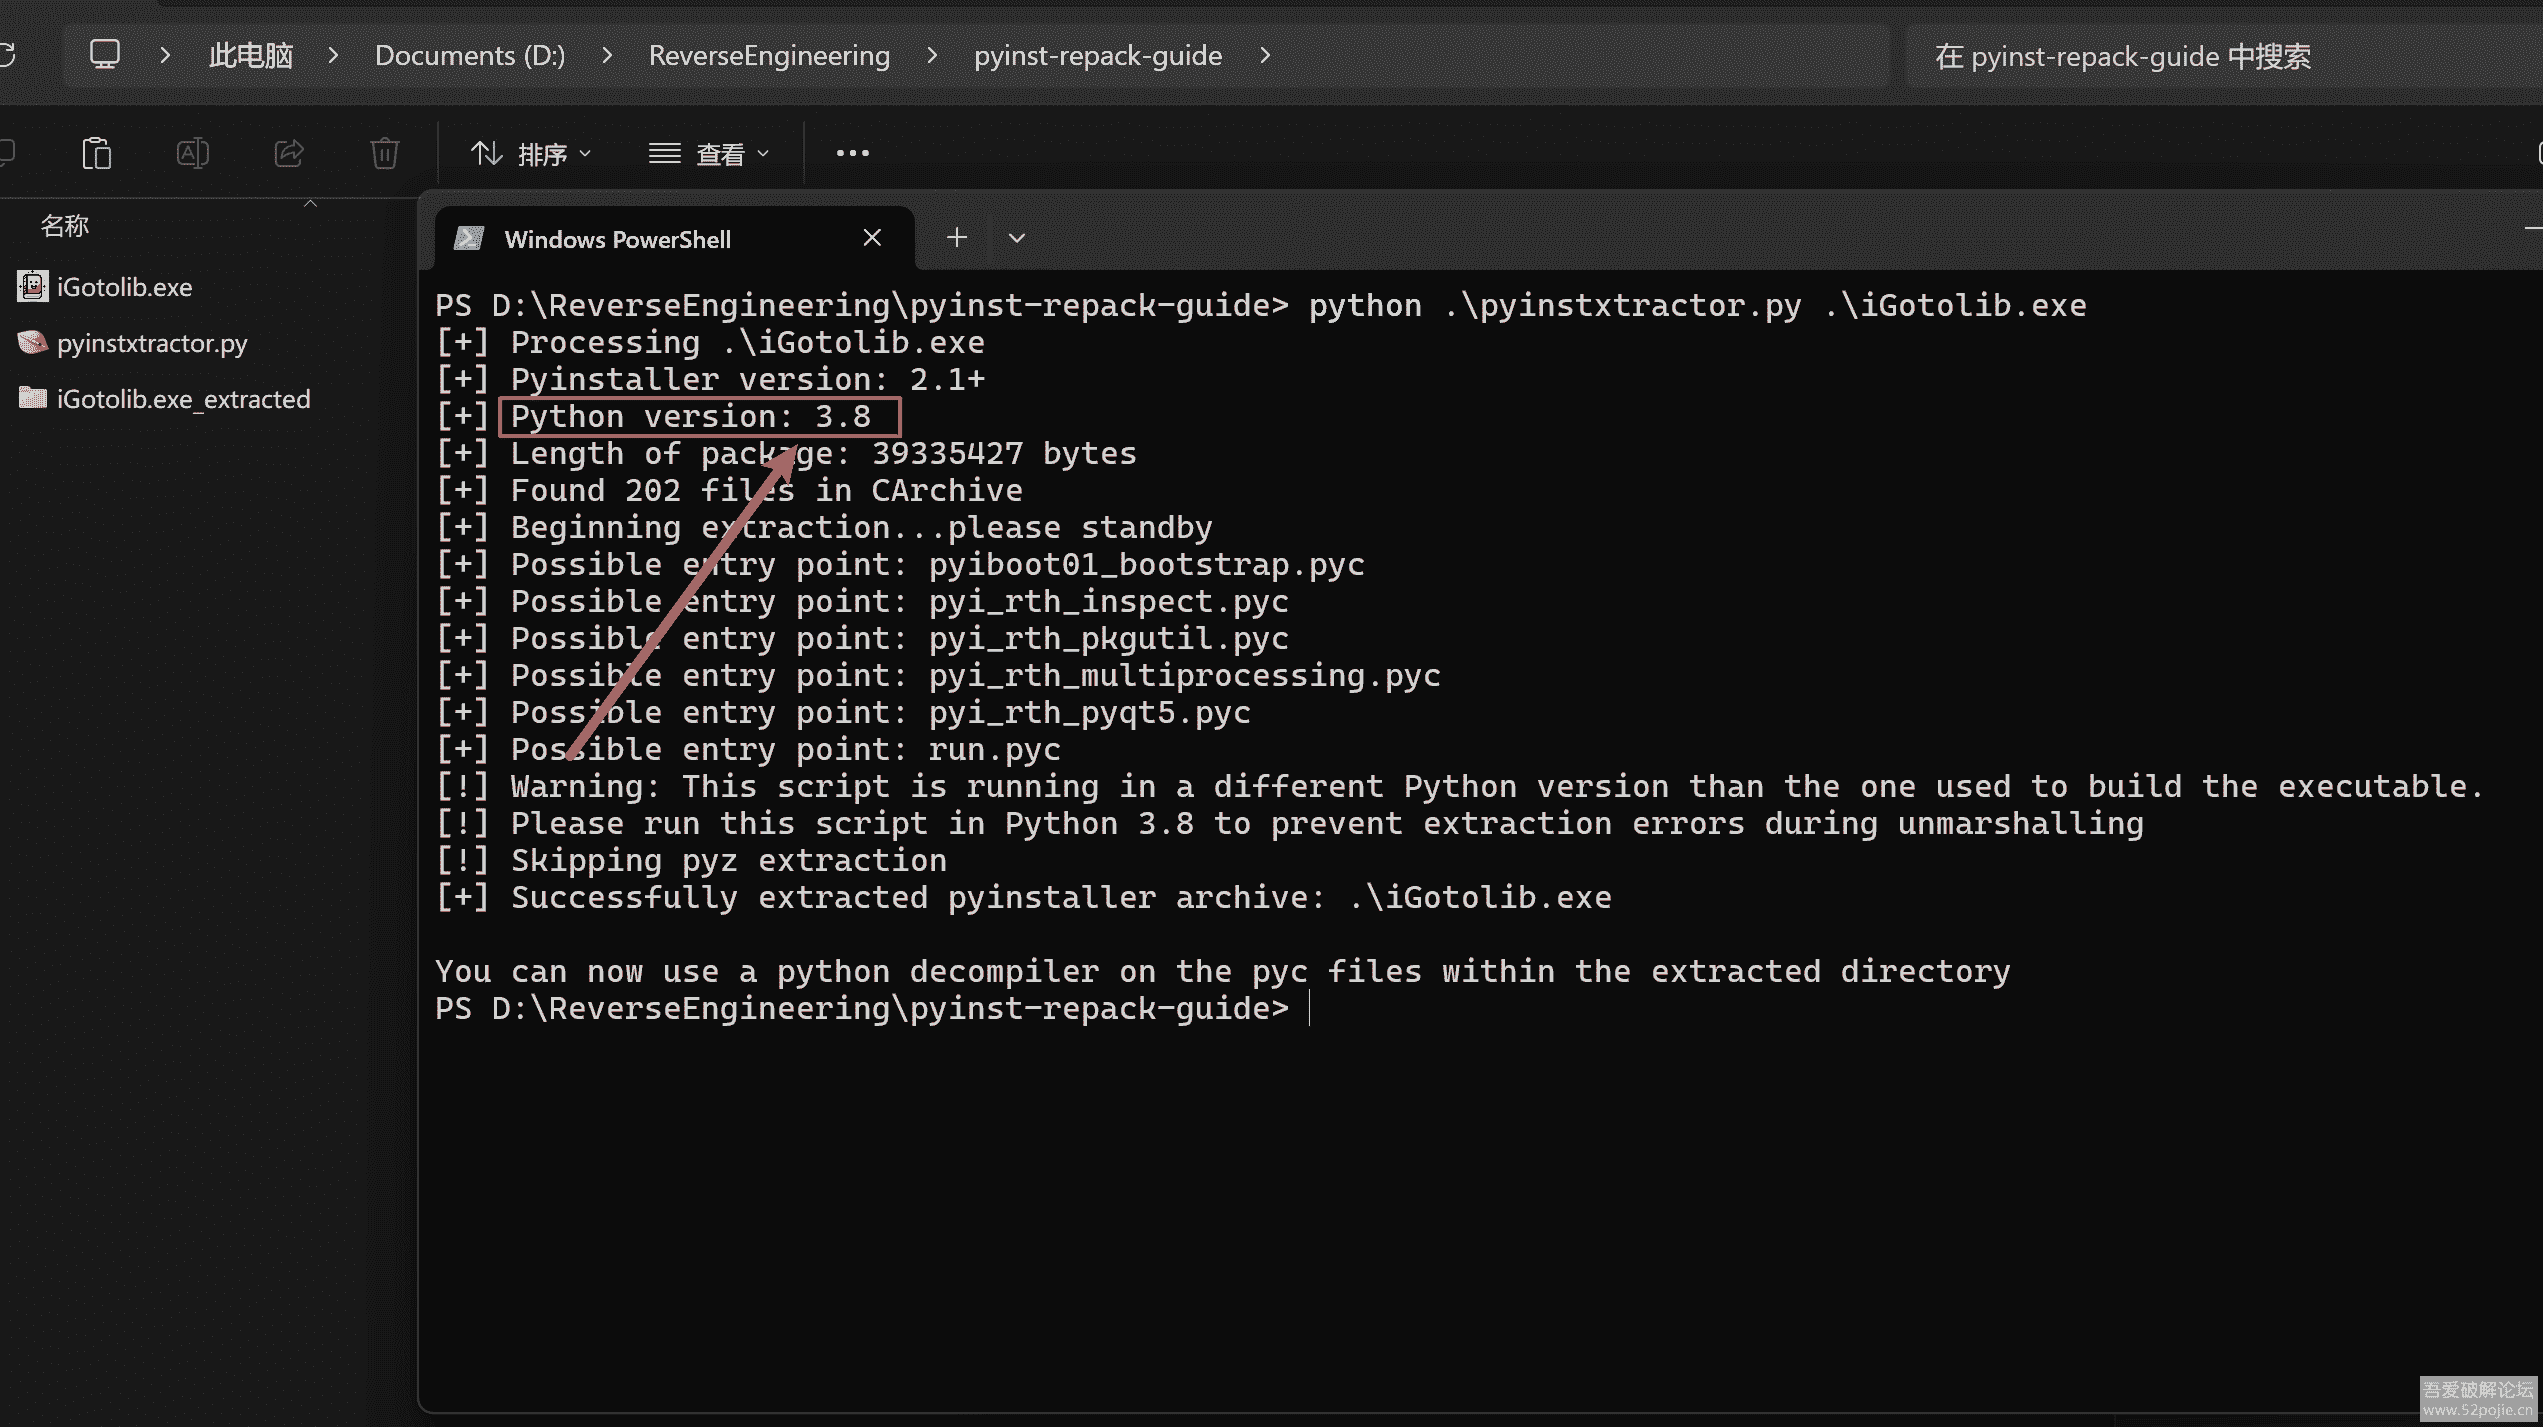 此电脑 > Documents (D:) > ReverseEngineering > pyinst-repack-guide >
在 pyinst-repack-guide 中搜索
排序
查看
名称
iGotolib.exe
pyinstxtractor.py
iGotolib.exe_extracted
Windows PowerShell
PS D:\ReverseEngineering\pyinst-repack-guide> python .\pyinstxtractor.py .\iGotolib.exe
[+] Processing .\iGotolib.exe
[+] Pyinstaller version: 2.1+
[+] Python version: 3.8
[+] Length of package: 39335427 bytes
[+] Found 202 files in CArchive
[+] Beginning extraction...please standby
[+] Possible entry point: pyiboot01_bootstrap.pyc
[+] Possible entry point: pyi_rth_inspect.pyc
[+] Possible entry point: pyi_rth_pkgutil.pyc
[+] Possible entry point: pyi_rth_multiprocessing.pyc
[+] Possible entry point: pyi_rth_pyqt5.pyc
[+] Possible entry point: run.pyc
[!] Warning: This script is running in a different Python version than the one used to build the executable.
[!] Please run this script in Python 3.8 to prevent extraction errors during unmarshalling
[!] Skipping pyz extraction
[+] Successfully extracted pyinstaller archive: .\iGotolib.exe
You can now use a python decompiler on the pyc files within the extracted directory
PS D:\ReverseEngineering\pyinst-repack-guide>
吾爱破解论坛
www.52pojie.cn